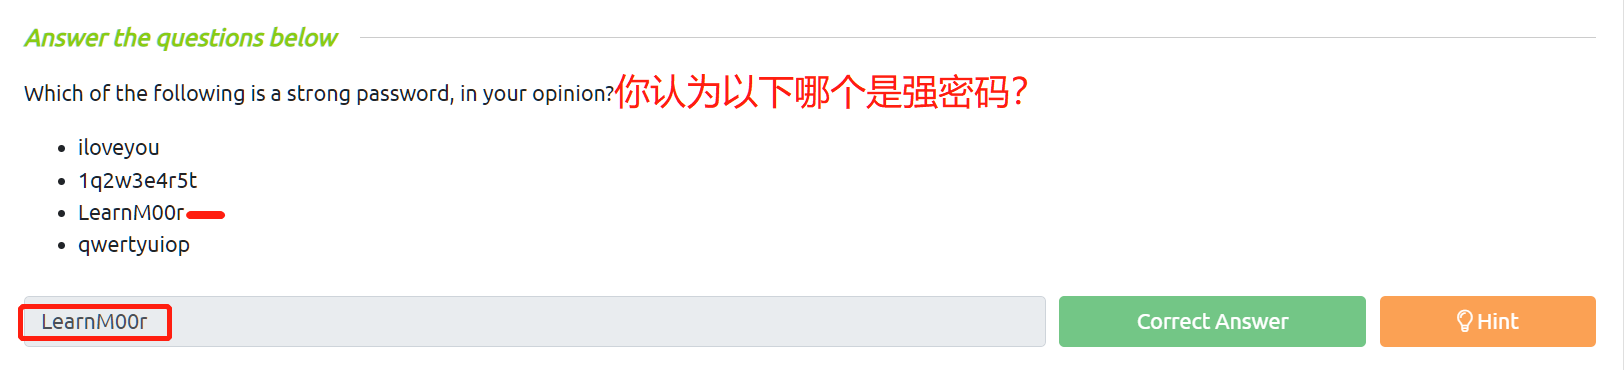 Answer the questions below
Which of the following is a strong password, in your opinion?你认为以下哪个是强密码？
iloveyou
1q2w3e4r5t
LearnM00r
qwertyuiop
LearnM00r Correct Answer Hint